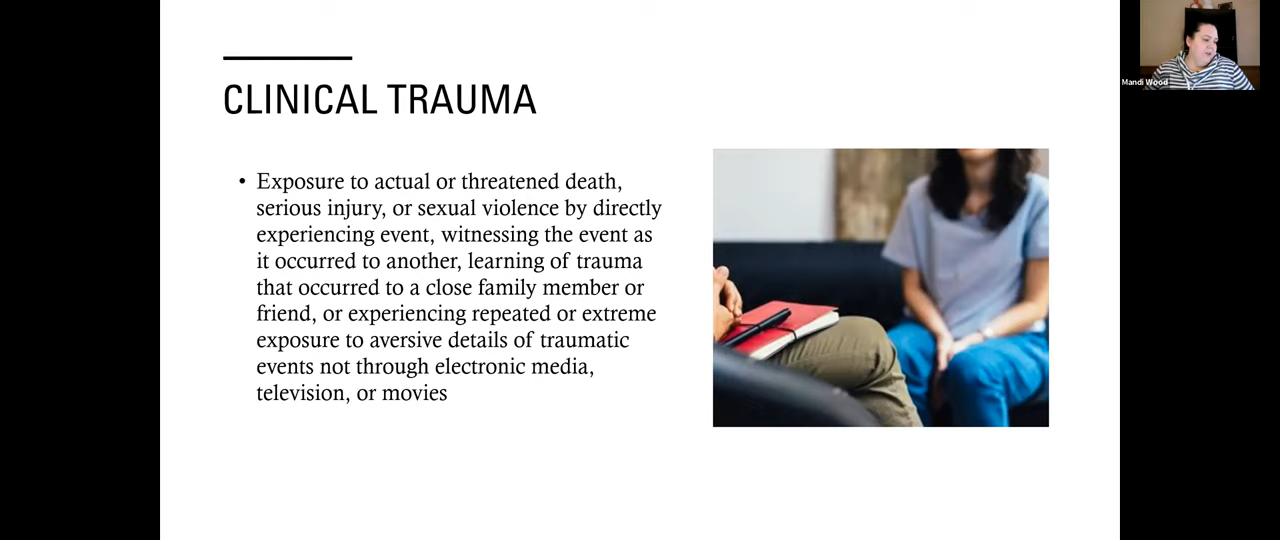 CLINICAL TRAUMA
• Exposure to actual or threatened death,
serious injury, or sexual violence by directly
experiencing event, witnessing the event as
it occurred to another, learning of trauma
that occurred to a close family member or
friend, or experiencing repeated or extreme
exposure to aversive details of traumatic
events not through electronic media,
television, or movies
Mandi Wood